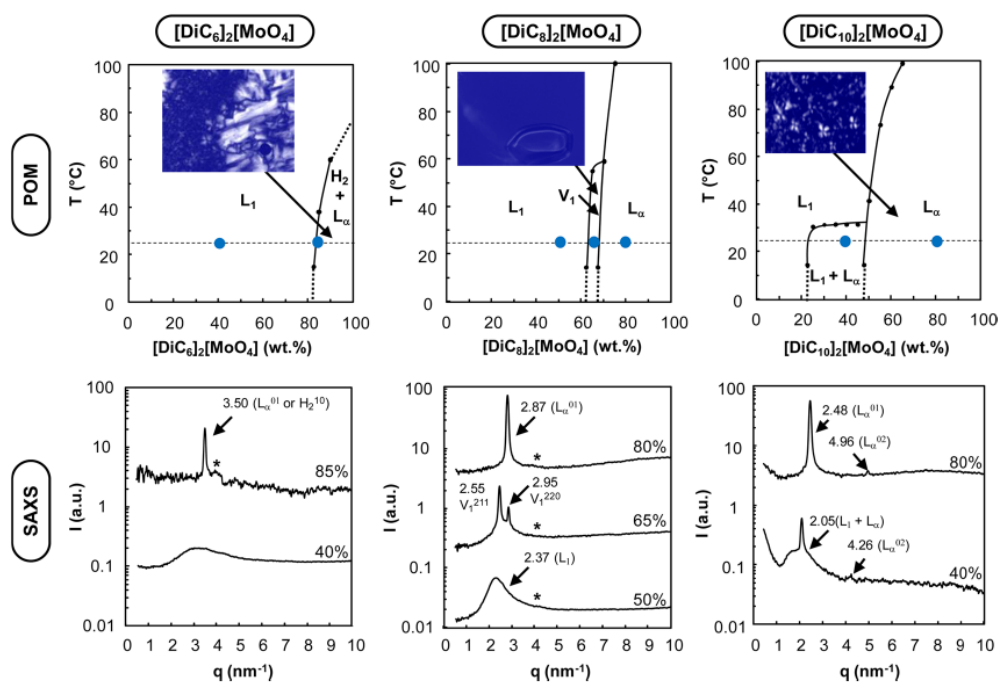 [DiC6]2[MoO4] [DiC8]2[MoO4] [DiC10]2[MoO4]
POM
T (°C)
100
80
60
40
20
0
L1
H2
+
Lα
0 20 40 60 80 100
[DiC6]2[MoO4] (wt.%)
T (°C)
100
80
60
40
20
0
L1
V1
Lα
0 20 40 60 80 100
[DiC8]2[MoO4] (wt.%)
T (°C)
100
80
60
40
20
0
L1
Lα
L1 + Lα
0 20 40 60 80 100
[DiC10]2[MoO4] (wt.%)
SAXS
I (a.u.)
100
10
1
0.1
0.01
3.50 (Lα01 or H210)
*
85%
40%
0 1 2 3 4 5 6 7 8 9 10
q (nm-1)
I (a.u.)
100
10
1
0.1
0.01
2.87 (Lα01)
*
80%
2.55
V1211
2.95
V1220
*
65%
2.37 (L1)
*
50%
0 1 2 3 4 5 6 7 8 9 10
q (nm-1)
I (a.u.)
100
10
1
0.1
0.01
2.48 (Lα01)
4.96 (Lα02)
80%
2.05(L1 + Lα)
4.26 (Lα02)
40%
0 1 2 3 4 5 6 7 8 9 10
q (nm-1)